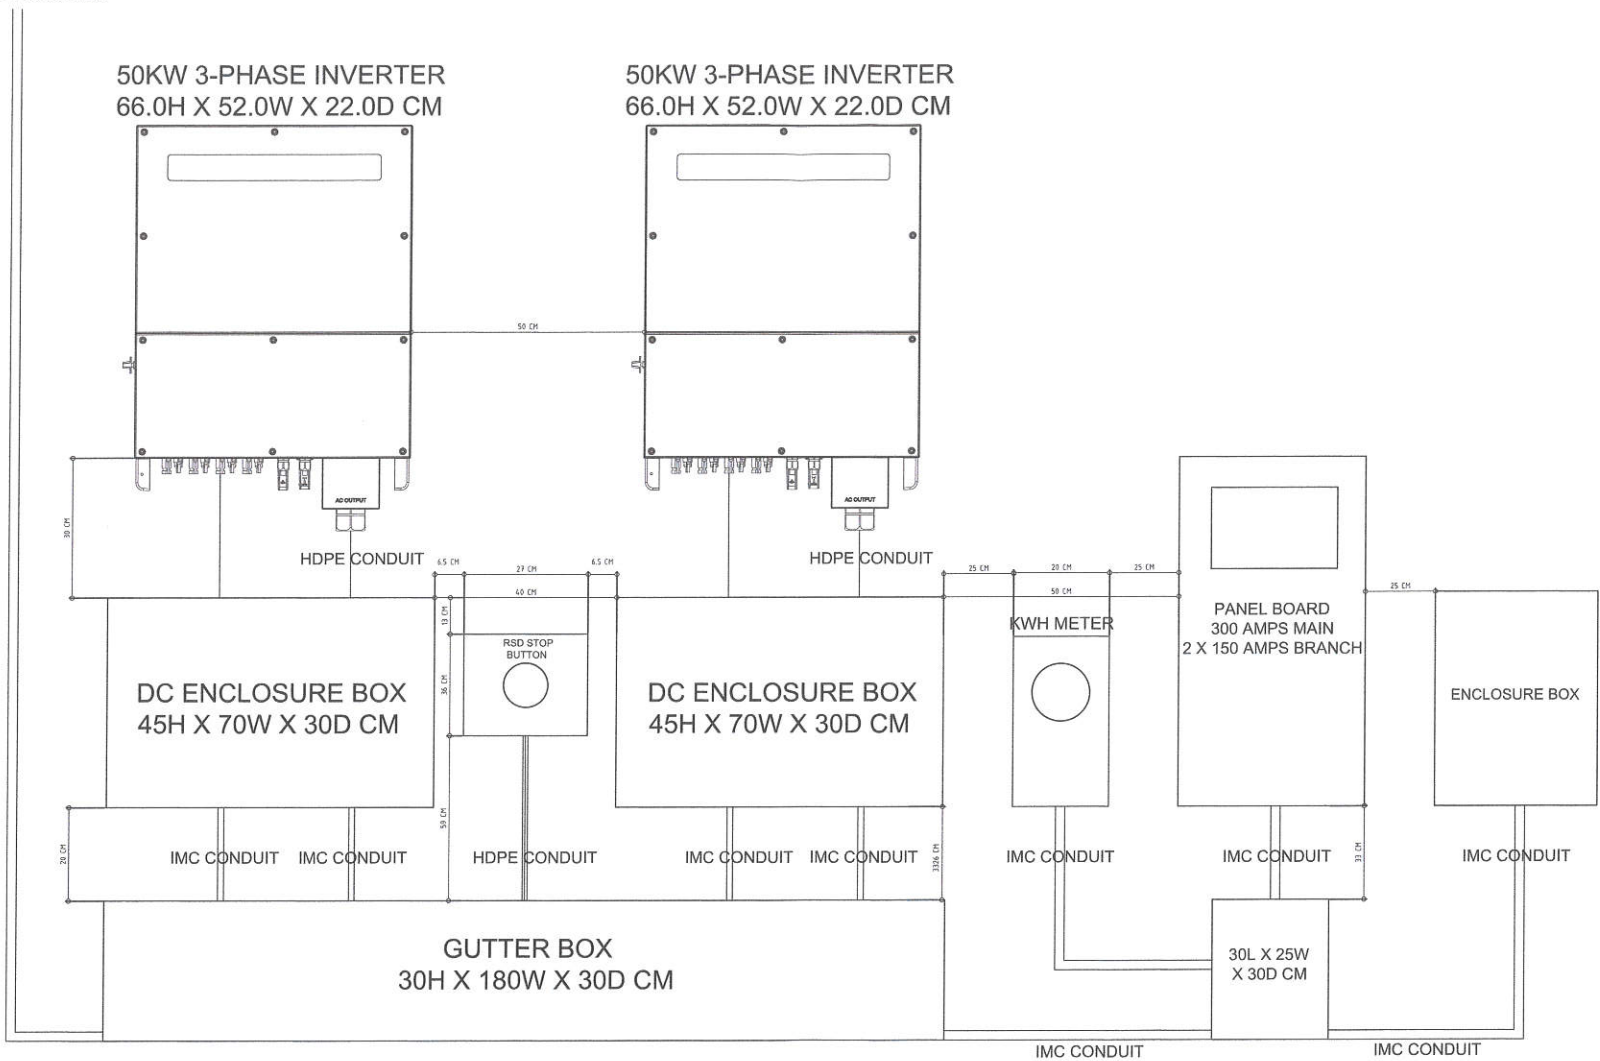 50KW 3-PHASE INVERTER
66.0H X 52.0W X 22.0D CM
50KW 3-PHASE INVERTER
66.0H X 52.0W X 22.0D CM
50 CM
AC OUTPUT
AC OUTPUT
30 CM
HDPE CONDUIT
HDPE CONDUIT
6.5 CM
27 CM
6.5 CM
40 CM
25 CM
20 CM
25 CM
50 CM
25 CM
13 CM
KWH METER
PANEL BOARD
300 AMPS MAIN
2 X 150 AMPS BRANCH
RSD STOP
BUTTON
36 CM
DC ENCLOSURE BOX
45H X 70W X 30D CM
DC ENCLOSURE BOX
45H X 70W X 30D CM
ENCLOSURE BOX
59 CM
20 CM
IMC CONDUIT
IMC CONDUIT
HDPE CONDUIT
IMC CONDUIT
IMC CONDUIT
3326 CM
IMC CONDUIT
IMC CONDUIT
33 CM
IMC CONDUIT
GUTTER BOX
30H X 180W X 30D CM
30L X 25W
X 30D CM
IMC CONDUIT
IMC CONDUIT